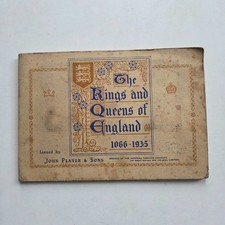 The
Kings and
Queens of
England
1066-1935
Issued by
JOHN PLAYER & SONS